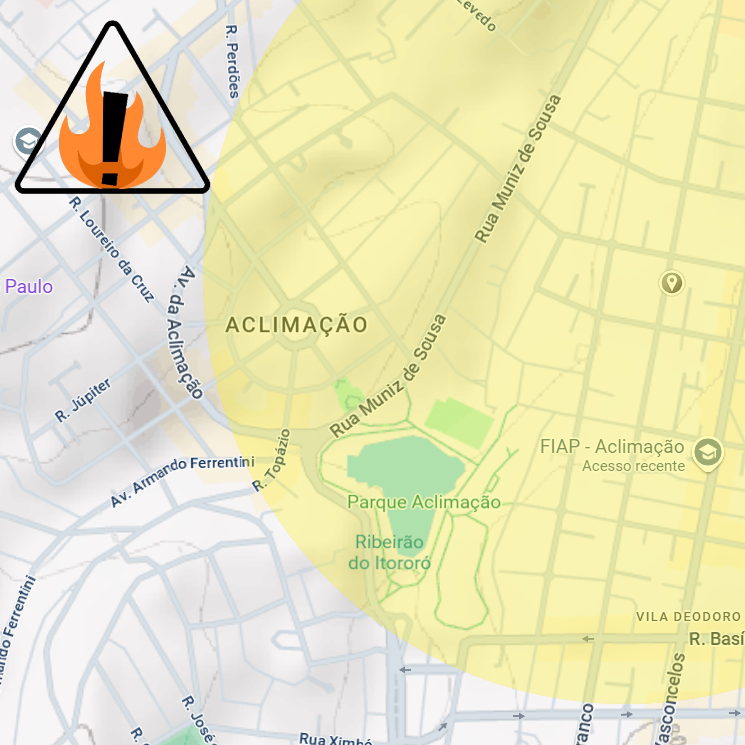 evedo
R. Perdões
Rua Muniz de Sousa
R. Loureiro da Cruz
Paulo
Av. da Aclimação
ACLIMAÇÃO
Rua Muniz de Sousa
R. Júpiter
FIAP - Aclimação
Acesso recente
R. Topázio
Av. Armando Ferrentini
Parque Aclimação
Ribeirão
do Itororó
mando Ferrentini
VILA DEODORO
R. Basí
asconcelos
R. José
ranco
Rua Ximbó